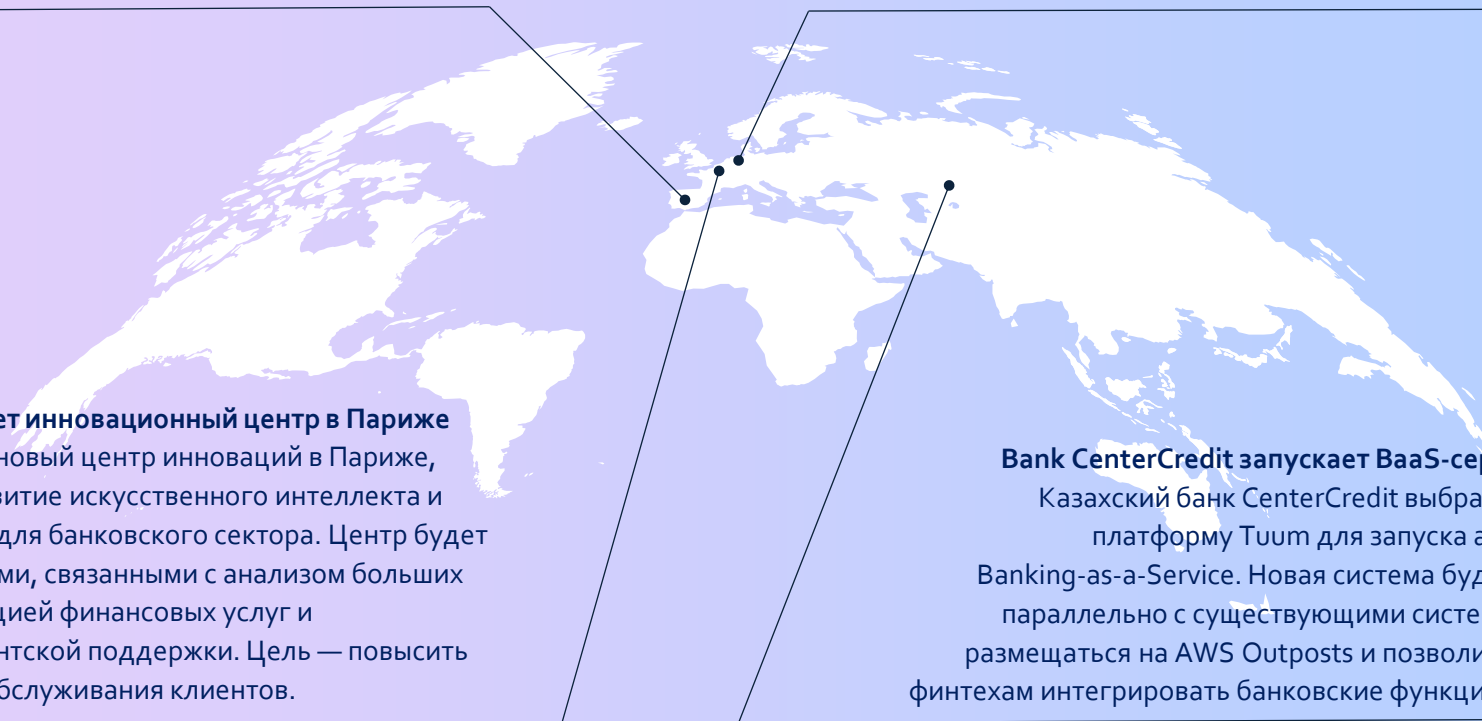 ет инновационный центр в Париже
новый центр инноваций в Париже,
витие искусственного интеллекта и
для банковского сектора. Центр будет
ми, связанными с анализом больших
цией финансовых услуг и
нтской поддержки. Цель — повысить
бслуживания клиентов.
Bank CenterCredit запускает BaaS-сер
Казахский банк CenterCredit выбра
платформу Tuum для запуска а
Banking-as-a-Service. Новая система буд
параллельно с существующими систе
размещаться на AWS Outposts и позволи
финтехам интегрировать банковские функци